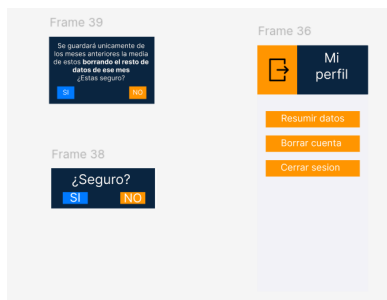 Frame 39
Se guardará unicamente de
los meses anteriores la media
de estos borrando el resto de
datos de ese mes
¿Estas seguro?
SI
NO
Frame 38
¿Seguro?
SI
NO
Frame 36
Mi
perfil
Resumir datos
Borrar cuenta
Cerrar sesion